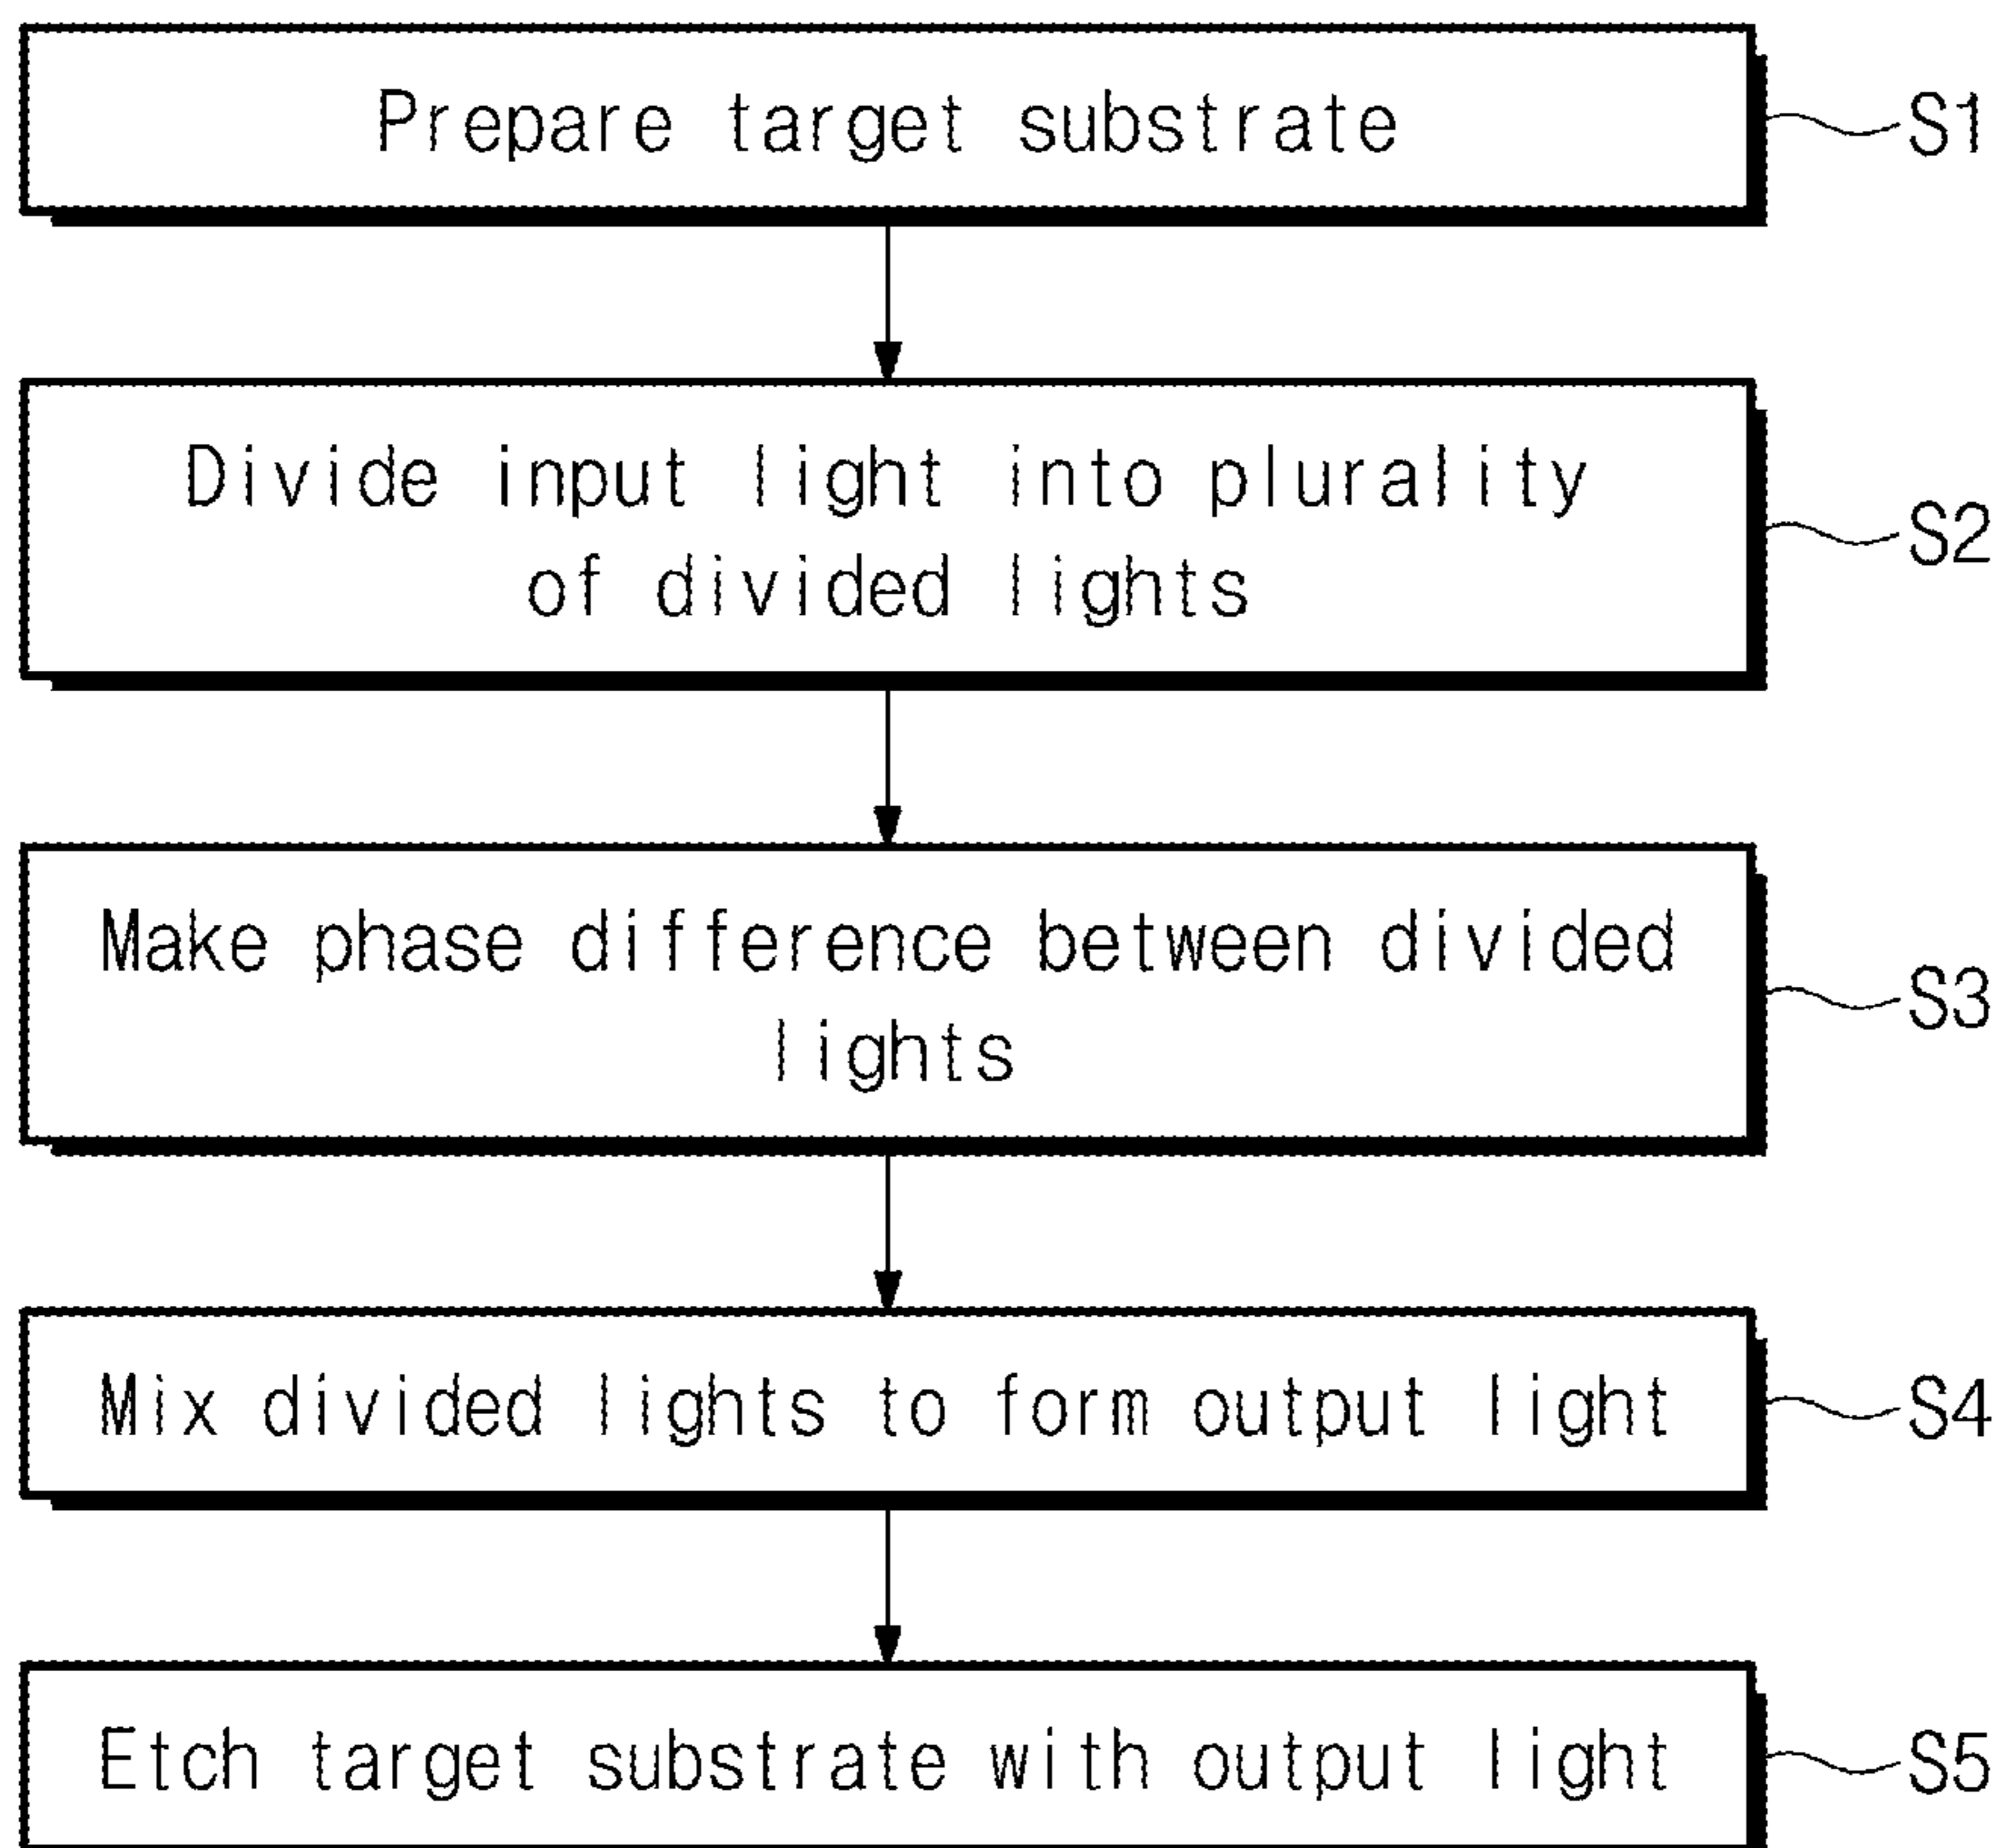 Prepare target substrate
S1
Divide input light into plurality
of divided lights
S2
Make phase difference between divided
lights
S3
Mix divided lights to form output light
S4
Etch target substrate with output light
S5